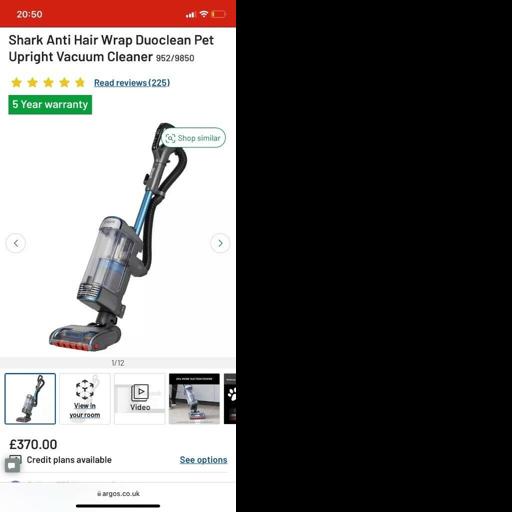 20:50
Shark Anti Hair Wrap Duoclean Pet
Upright Vacuum Cleaner 952/9850
Read reviews (225)
5 Year warranty
Shop similar
1/12
View in
your room
Video
£370.00
Credit plans available
See options
argos.co.uk